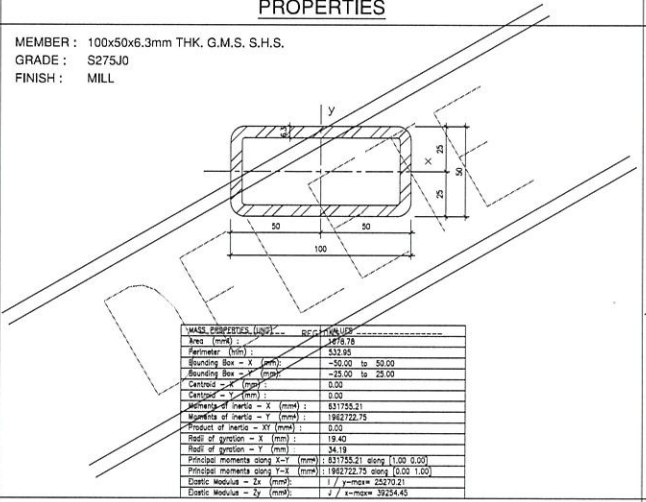 PROPERTIES
MEMBER : 100x50x6.3mm THK. G.M.S. S.H.S.
GRADE : S275J0
FINISH : MILL
y
6.3
x
25
25
50
50
50
100
DELETE
MASS PROPERTIES (UNIT) REGION VALUES
Area (mm²) : 1678.78
Perimeter (mm) : 532.95
Bounding Box - X (mm): -50.00 to 50.00
Bounding Box - Y (mm): -25.00 to 25.00
Centroid - X (mm) : 0.00
Centroid - Y (mm) : 0.00
Moments of inertia - X (mm⁴) : 631755.21
Moments of inertia - Y (mm⁴) : 1962722.75
Product of inertia - XY (mm⁴) : 0.00
Radii of gyration - X (mm) : 19.40
Radii of gyration - Y (mm) : 34.19
Principal moments along X-Y (mm⁴) : 631755.21 along [1.00 0.00]
Principal moments along Y-X (mm⁴) : 1962722.75 along [0.00 1.00]
Elastic Modulus - Zx (mm³): I / y-max= 25270.21
Elastic Modulus - Zy (mm³): J / x-max= 39254.45